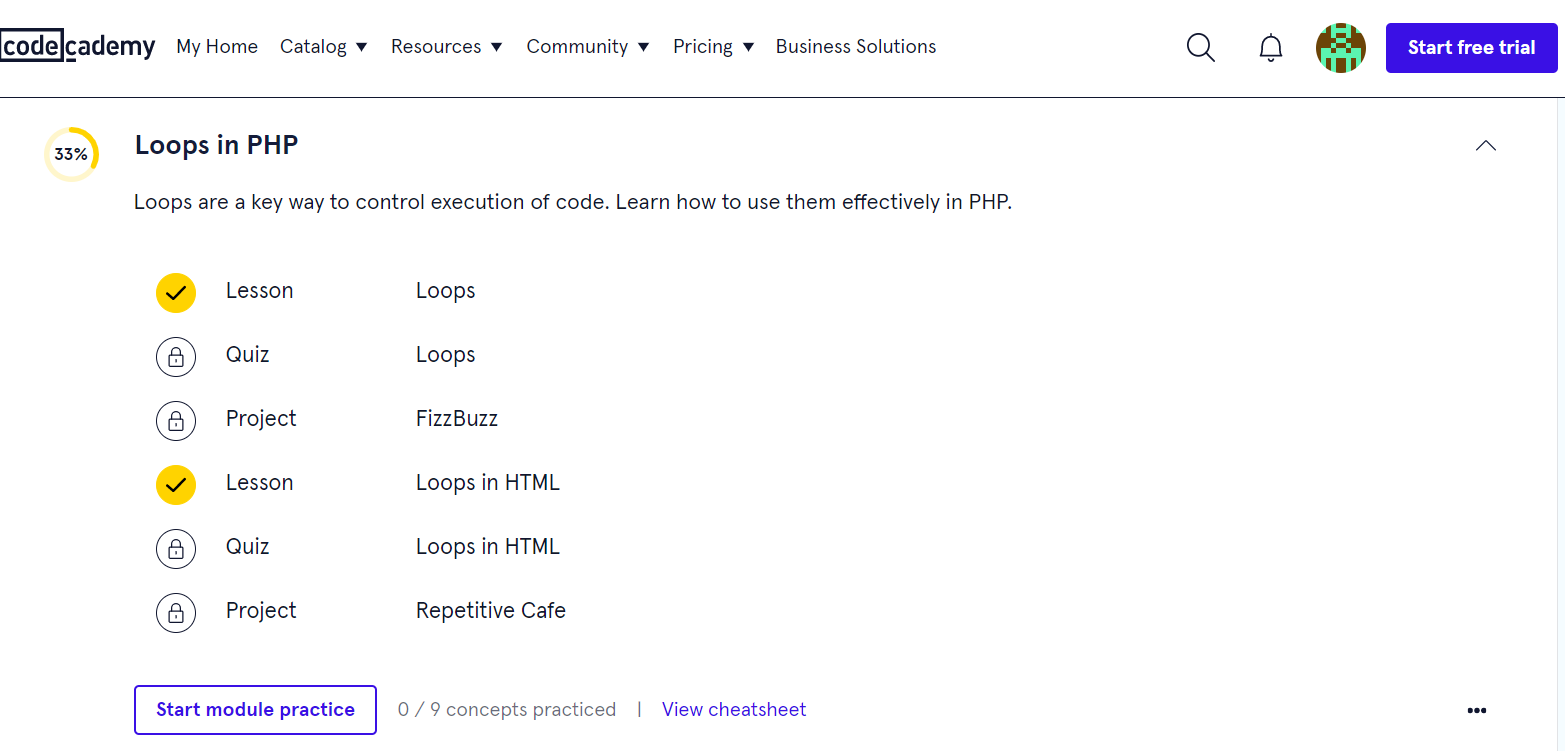 codecademy My Home Catalog Resources Community Pricing Business Solutions Start free trial
33% Loops in PHP
Loops are a key way to control execution of code. Learn how to use them effectively in PHP.
Lesson Loops
Quiz Loops
Project FizzBuzz
Lesson Loops in HTML
Quiz Loops in HTML
Project Repetitive Cafe
Start module practice 0 / 9 concepts practiced | View cheatsheet